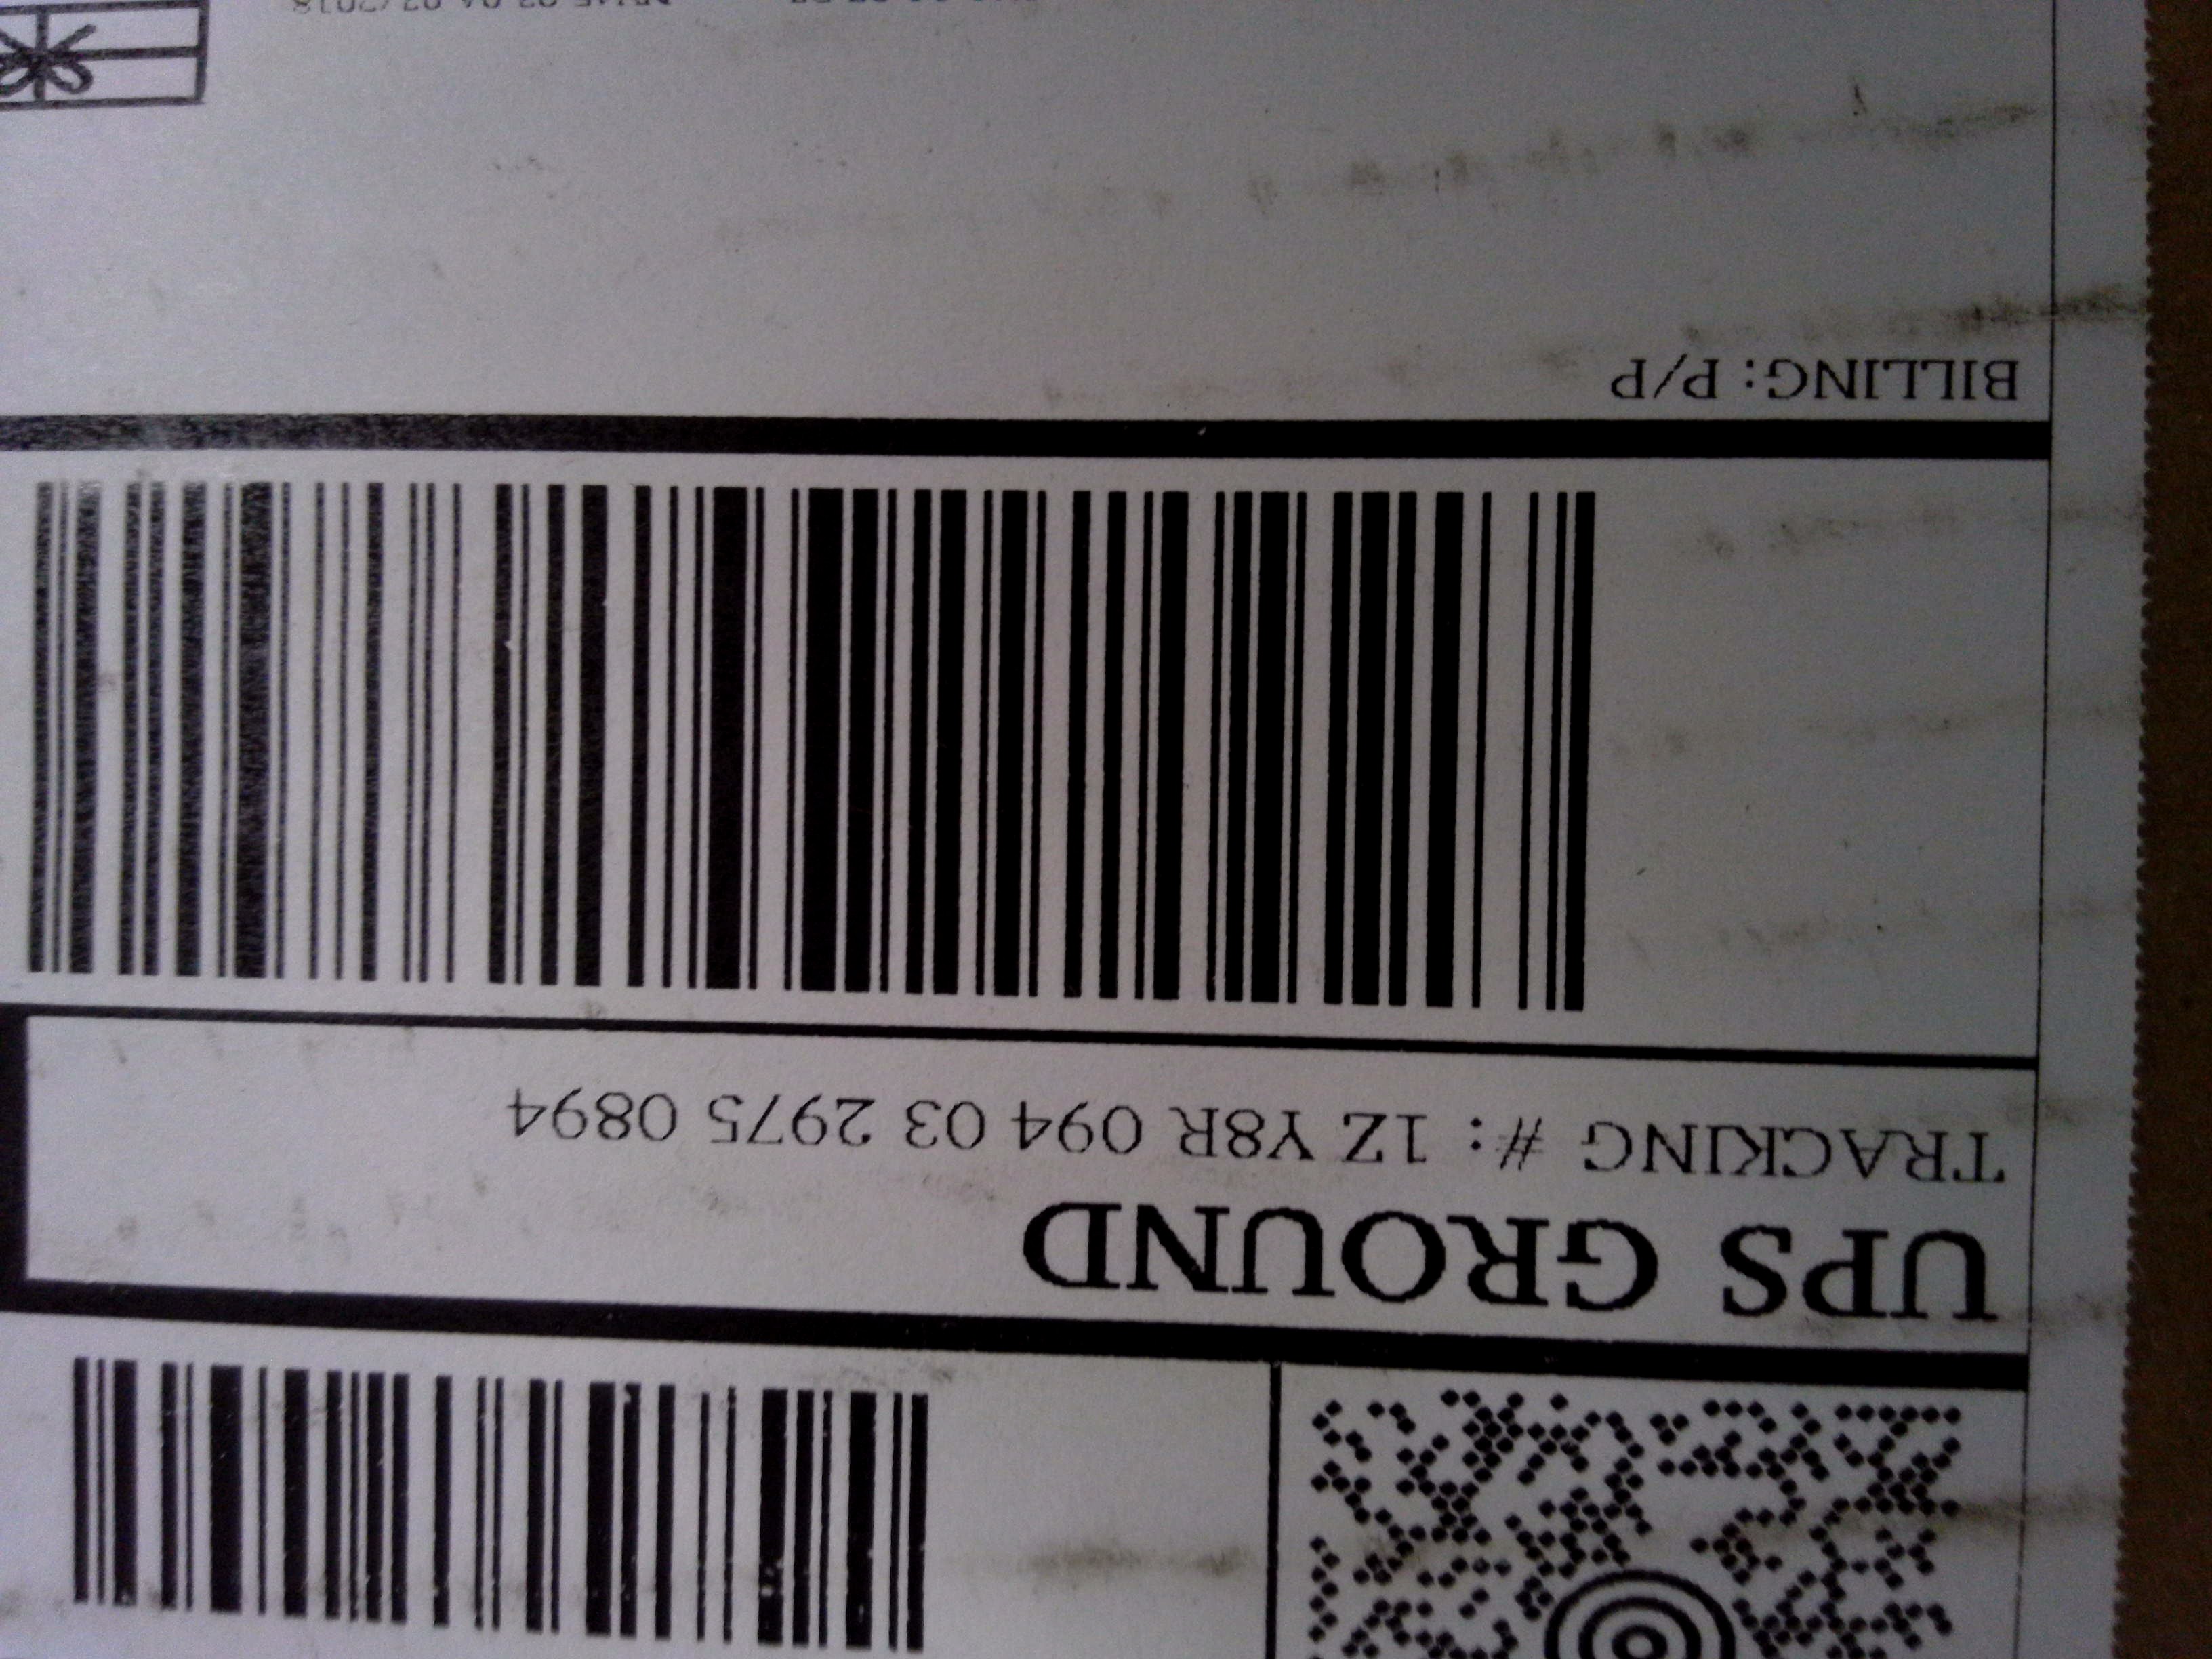 UPS GROUND
TRACKING #: 1Z Y8R 094 03 2975 0894
BILLING: P/P